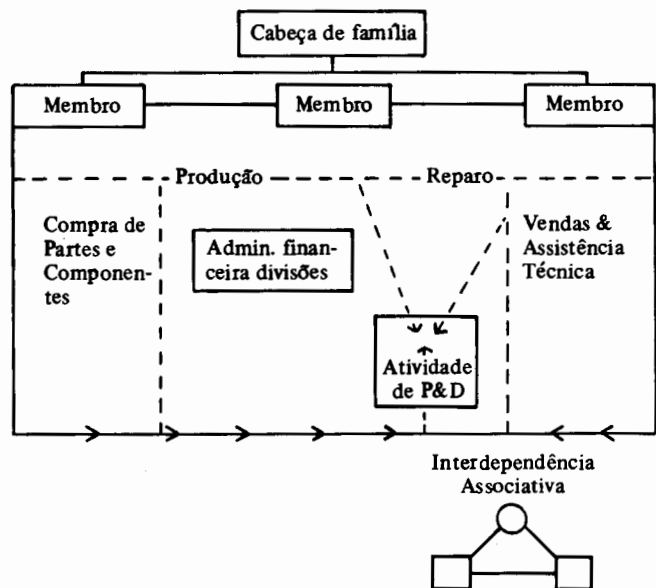 Cabeça de família
Membro
Membro
Membro
Produção
Reparo
Compra de
Partes e
Componen-
tes
Admin. finan-
ceira divisões
Vendas &
Assistência
Técnica
Atividade
de P&D
Interdependência
Associativa